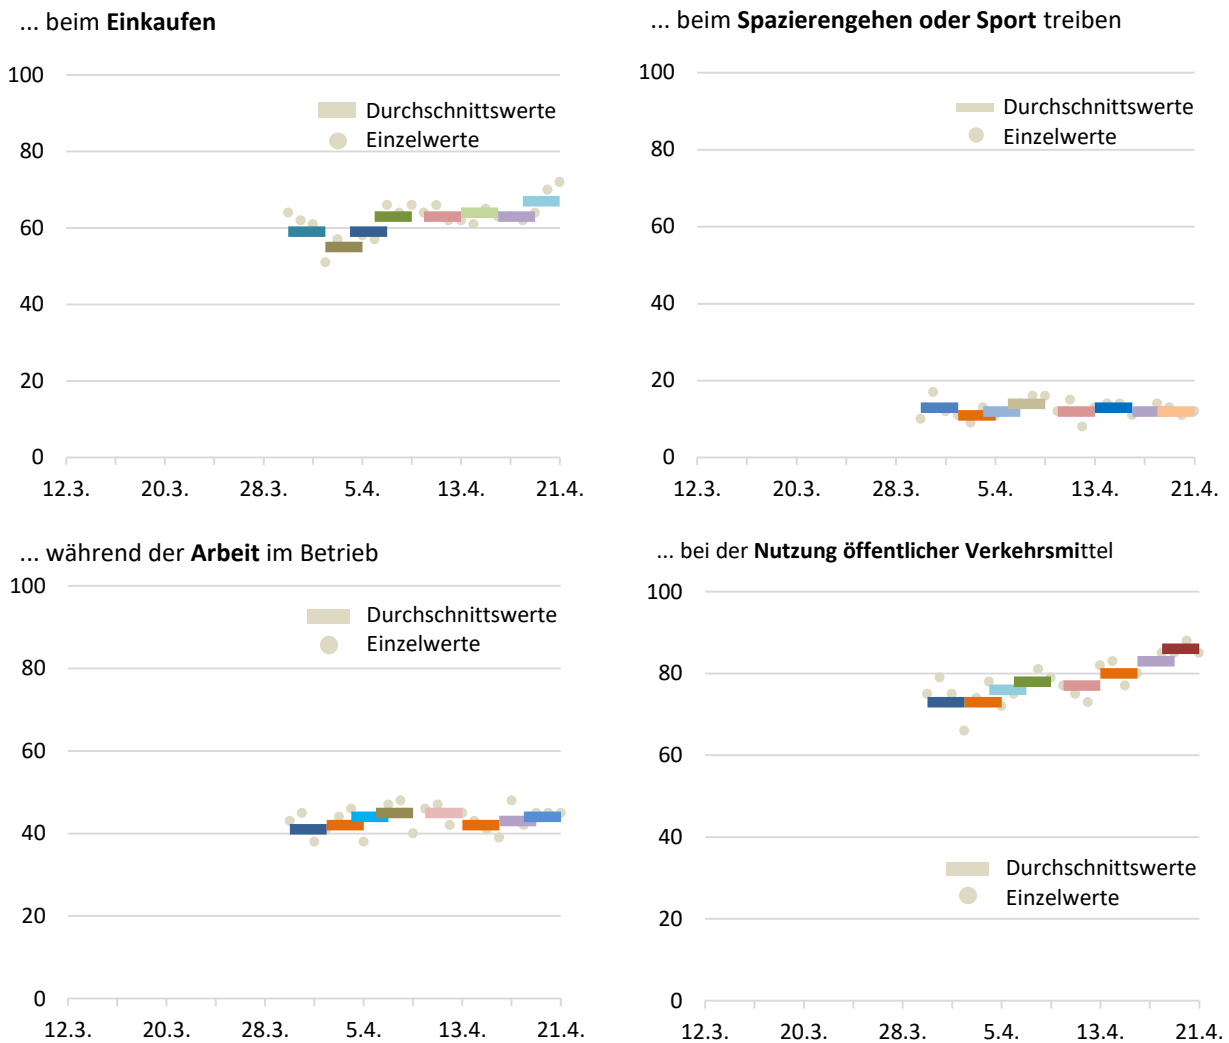 ... beim Einkaufen
100
80
60
40
20
0
Durchschnittswerte
Einzelwerte
12.3. 20.3. 28.3. 5.4. 13.4. 21.4.
... beim Spazierengehen oder Sport treiben
100
80
60
40
20
0
Durchschnittswerte
Einzelwerte
12.3. 20.3. 28.3. 5.4. 13.4. 21.4.
... während der Arbeit im Betrieb
100
80
60
40
20
0
Durchschnittswerte
Einzelwerte
12.3. 20.3. 28.3. 5.4. 13.4. 21.4.
... bei der Nutzung öffentlicher Verkehrsmittel
100
80
60
40
20
0
Durchschnittswerte
Einzelwerte
12.3. 20.3. 28.3. 5.4. 13.4. 21.4.